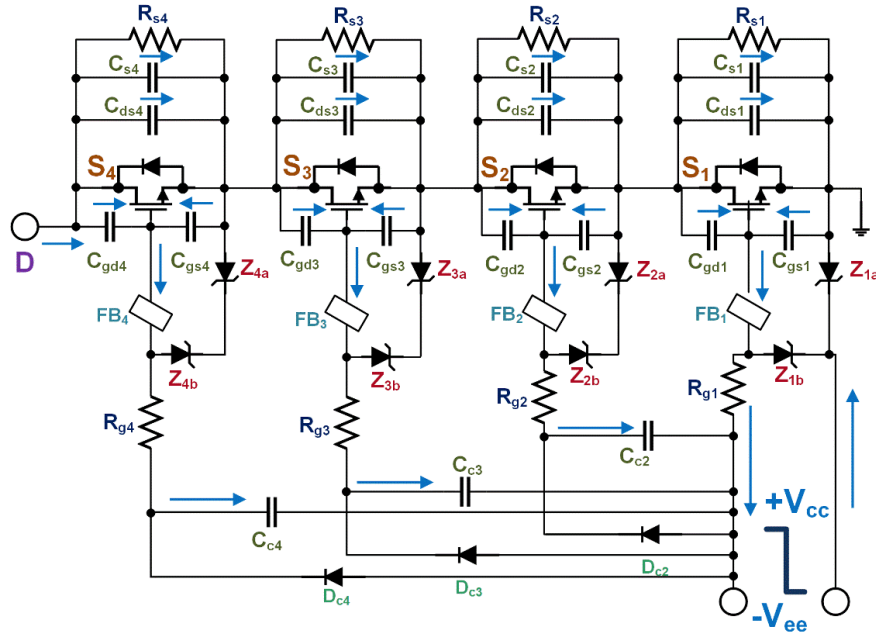 Rs4 Rs3 Rs2 Rs1
Cs4 Cs3 Cs2 Cs1
Cds4 Cds3 Cds2 Cds1
S4 S3 S2 S1
D Cgd4 Cgs4 Z4a Cgd3 Cgs3 Z3a Cgd2 Cgs2 Z2a Cgd1 Cgs1 Z1a
FB4 FB3 FB2 FB1
Z4b Z3b Z2b Z1b
Rg4 Rg3 Rg2 Rg1
Cc2
Cc3
+Vcc
Cc4
Dc2
Dc3
Dc4
-Vee